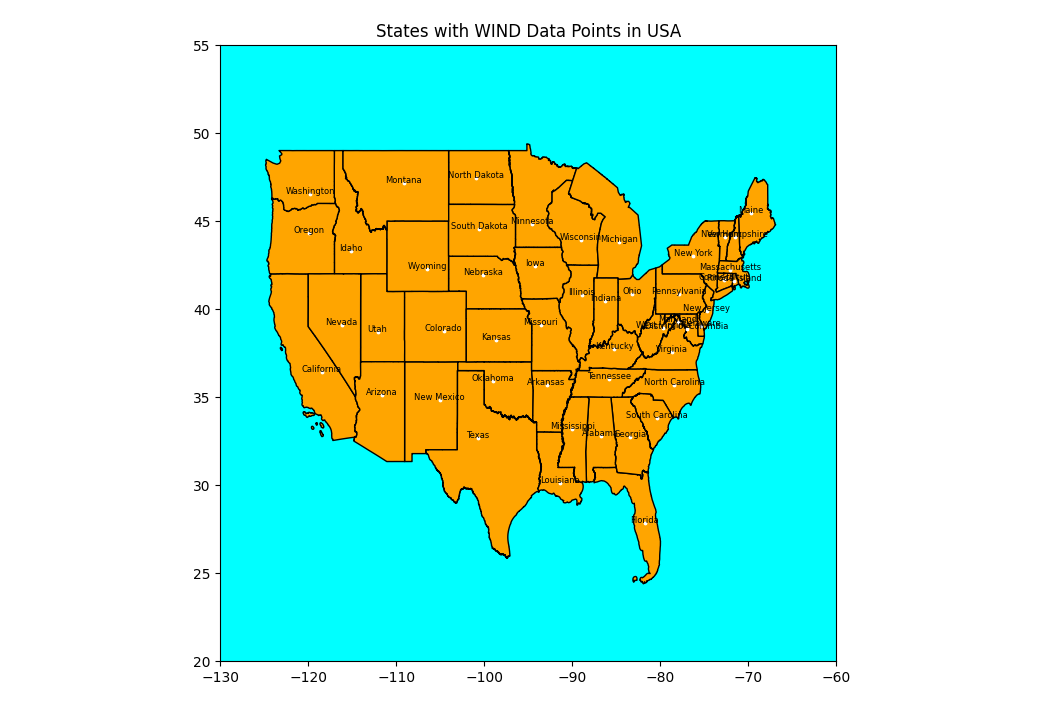 States with WIND Data Points in USA
55
50
45
40
35
30
25
20
Washington
Montana
North Dakota
Minnesota
Maine
Oregon
Idaho
South Dakota
Wisconsin
Michigan
New York
Wyoming
Nebraska
Iowa
Massachusetts
Illinois
Indiana
Ohio
Pennsylvania
New Jersey
Nevada
Utah
Colorado
Kansas
Missouri
Kentucky
Virginia
California
Arizona
New Mexico
Oklahoma
Arkansas
Tennessee
North Carolina
Texas
Mississippi
Alabama
Georgia
South Carolina
Louisiana
Florida
−130
−120
−110
−100
−90
−80
−70
−60